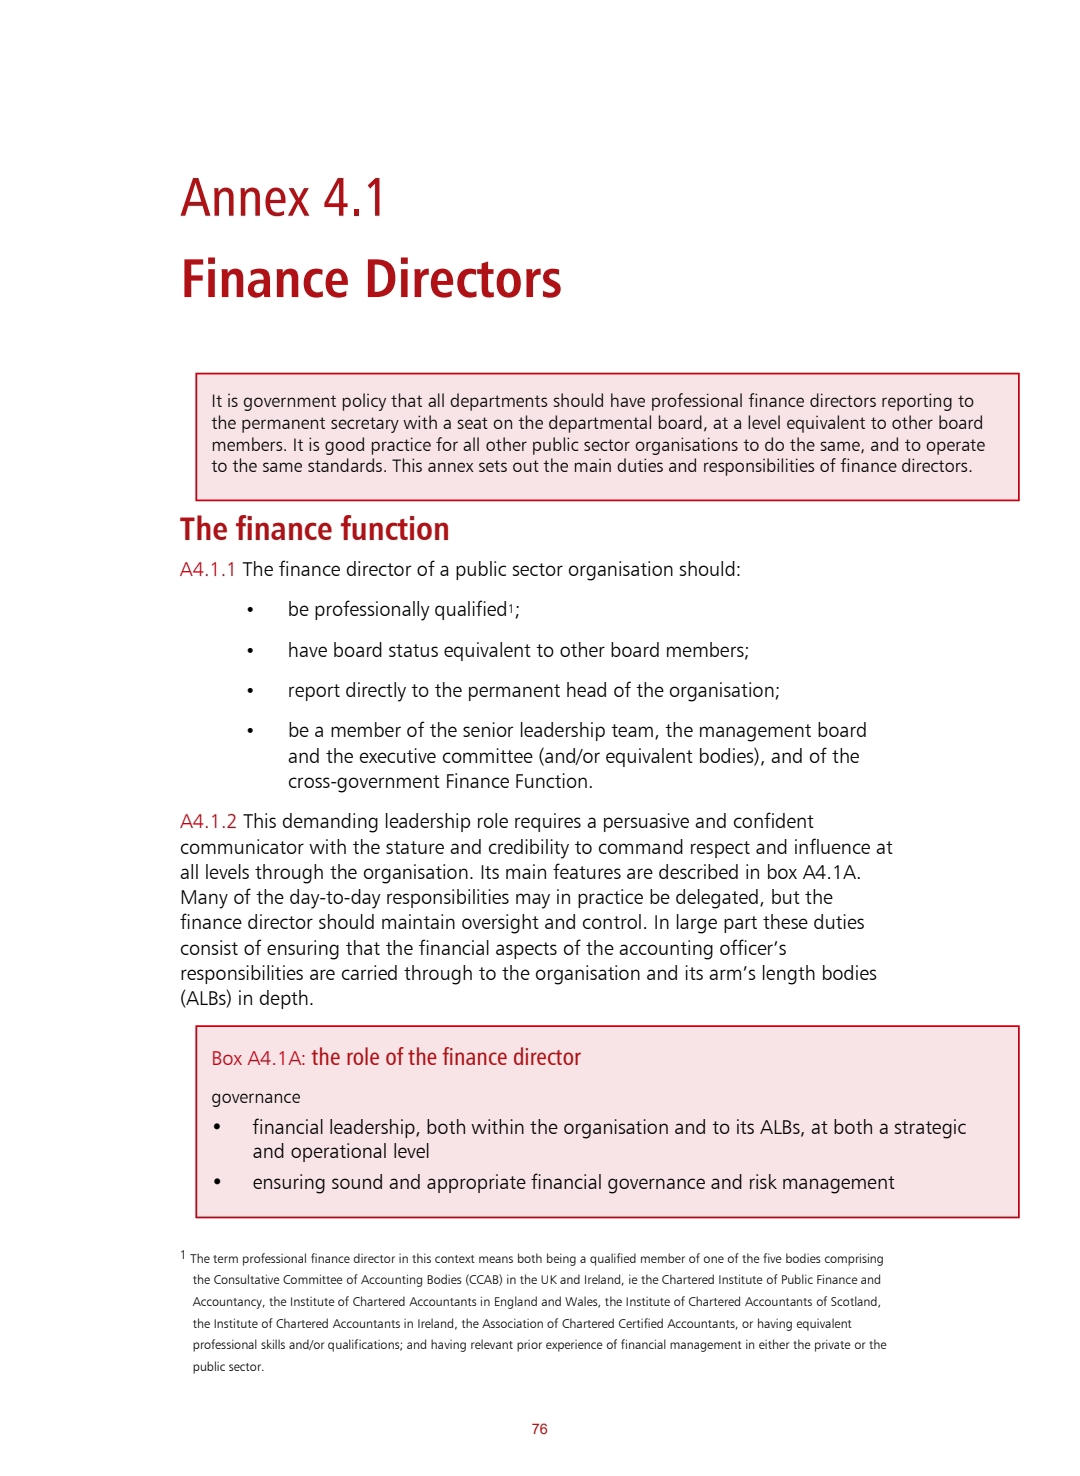 Annex 4.1
Finance Directors
It is government policy that all departments should have professional finance directors reporting to
the permanent secretary with a seat on the departmental board, at a level equivalent to other board
members. It is good practice for all other public sector organisations to do the same, and to operate
to the same standards. This annex sets out the main duties and responsibilities of finance directors.
The finance function
A4.1.1 The finance director of a public sector organisation should:
• be professionally qualified1;
• have board status equivalent to other board members;
• report directly to the permanent head of the organisation;
• be a member of the senior leadership team, the management board
and the executive committee (and/or equivalent bodies), and of the
cross-government Finance Function.
A4.1.2 This demanding leadership role requires a persuasive and confident
communicator with the stature and credibility to command respect and influence at
all levels through the organisation. Its main features are described in box A4.1A.
Many of the day-to-day responsibilities may in practice be delegated, but the
finance director should maintain oversight and control. In large part these duties
consist of ensuring that the financial aspects of the accounting officer’s
responsibilities are carried through to the organisation and its arm’s length bodies
(ALBs) in depth.
Box A4.1A: the role of the finance director
governance
• financial leadership, both within the organisation and to its ALBs, at both a strategic
and operational level
• ensuring sound and appropriate financial governance and risk management
1 The term professional finance director in this context means both being a qualified member of one of the five bodies comprising
the Consultative Committee of Accounting Bodies (CCAB) in the UK and Ireland, ie the Chartered Institute of Public Finance and
Accountancy, the Institute of Chartered Accountants in England and Wales, the Institute of Chartered Accountants of Scotland,
the Institute of Chartered Accountants in Ireland, the Association of Chartered Certified Accountants, or having equivalent
professional skills and/or qualifications; and having relevant prior experience of financial management in either the private or the
public sector.
76